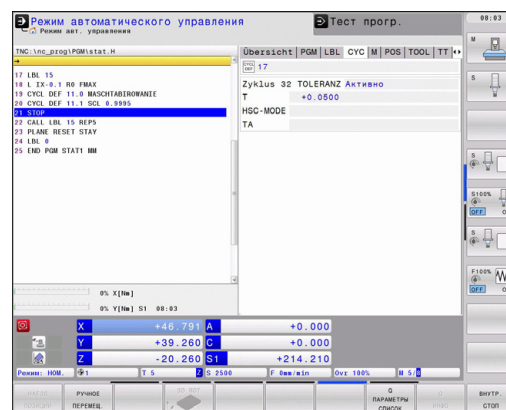 Режим автоматического управления
Режим авт. управления
Тест прогр.
08:03
TNC:\nc_prog\PGM\stat.H
→
17 LBL 15
18 L IX-0.1 R0 FMAX
19 CYCL DEF 11.0 MASCHTABIROWANIE
20 CYCL DEF 11.1 SCL 0.9995
21 STOP
22 CALL LBL 15 REP5
23 PLANE RESET STAY
24 LBL 0
25 END PGM STAT1 MM
Übersicht PGM LBL CYC M POS TOOL TT
CYCL DEF 17
Zyklus 32 TOLERANZ Активно
T +0.0500
HSC-MODE
TA
0% X[Nm]
0% Y[Nm] S1 08:03
X +46.791 A +0.000
Y +39.260 C +0.000
Z -20.260 S1 +214.210
Режим: НОМ. 1 T 5 Z S 2500 F 0mm/min Ovr 100% M 5/8
M
S
S
S100%
OFF
S
F100%
OFF
РУЧНОЕ ПЕРЕМЕЩ.
3D ROT
Q ПАРАМЕТРЫ СПИСОК
ВНУТР. СТОП